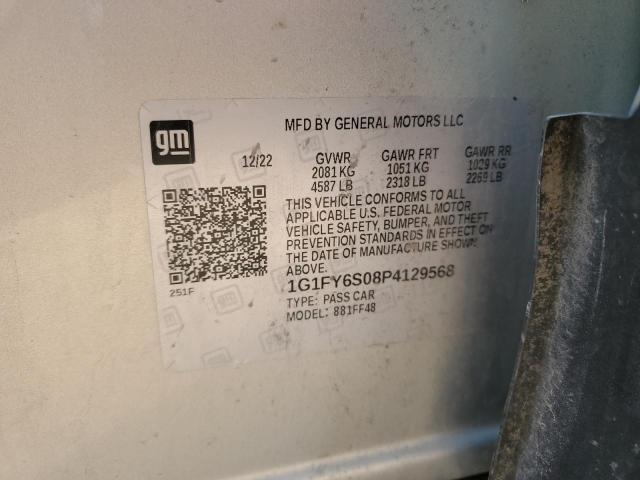 gm
MFD BY GENERAL MOTORS LLC
12/22 GVWR GAWR FRT GAWR RR
2081 KG 1051 KG 1029 KG
4587 LB 2318 LB 2269 LB
THIS VEHICLE CONFORMS TO ALL
APPLICABLE U.S. FEDERAL MOTOR
VEHICLE SAFETY, BUMPER, AND THEFT
PREVENTION STANDARDS IN EFFECT ON
THE DATE OF MANUFACTURE SHOWN
ABOVE.
251F
1G1FY6S08P4129568
TYPE: PASS CAR
MODEL: 881FF48